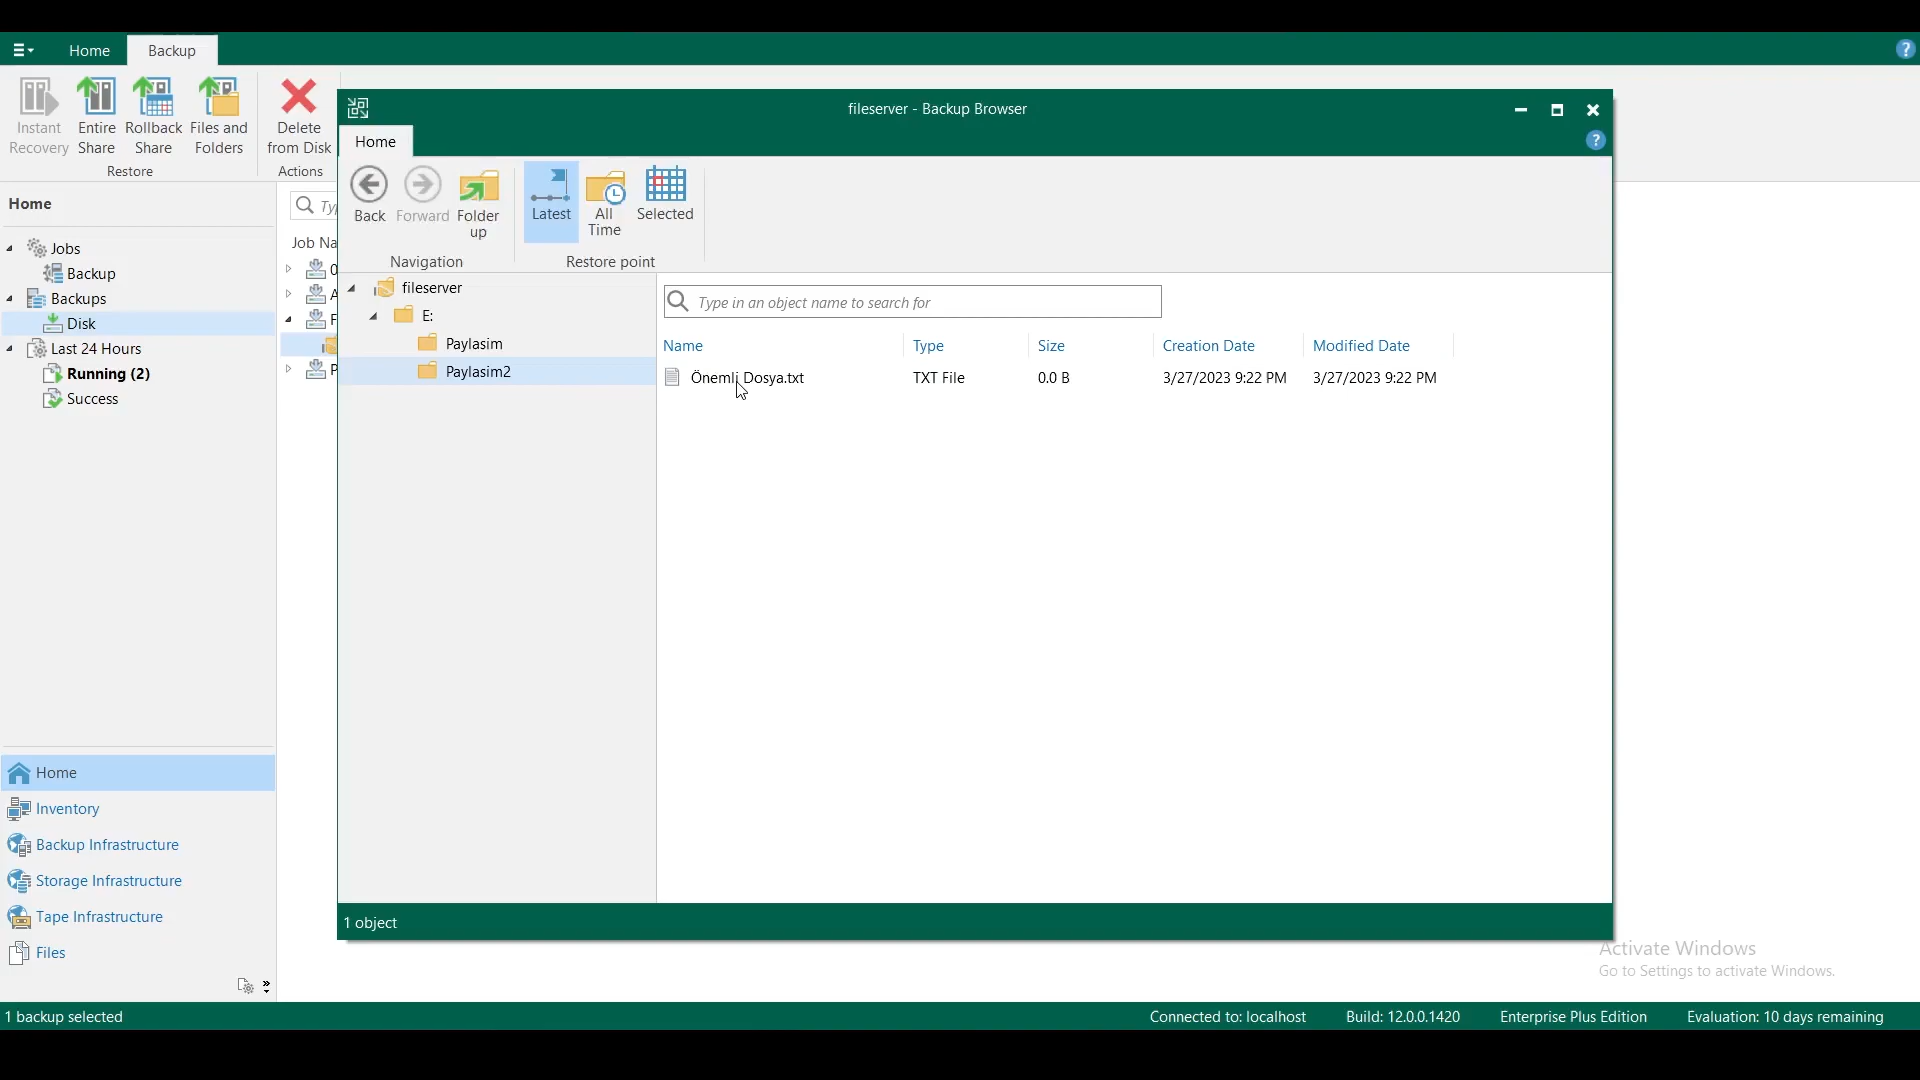 Home
Backup
Instant
Recovery
Entire
Share
Rollback
Share
Files and
Folders
Restore
Delete
from Disk
Actions
fileserver - Backup Browser
Home
Back
Forward
Folder
up
Navigation
Latest
All
Time
Selected
Restore point
Home
Jobs
Backup
Backups
Disk
Last 24 Hours
Running (2)
Success
Job Na
fileserver
E:
Paylasim
Paylasim2
Type in an object name to search for
Name Type Size Creation Date Modified Date
Önemli Dosya.txt TXT File 0.0 B 3/27/2023 9:22 PM 3/27/2023 9:22 PM
1 object
Home
Inventory
Backup Infrastructure
Storage Infrastructure
Tape Infrastructure
Files
Activate Windows
Go to Settings to activate Windows.
1 backup selected
Connected to: localhost Build: 12.0.0.1420 Enterprise Plus Edition Evaluation: 10 days remaining